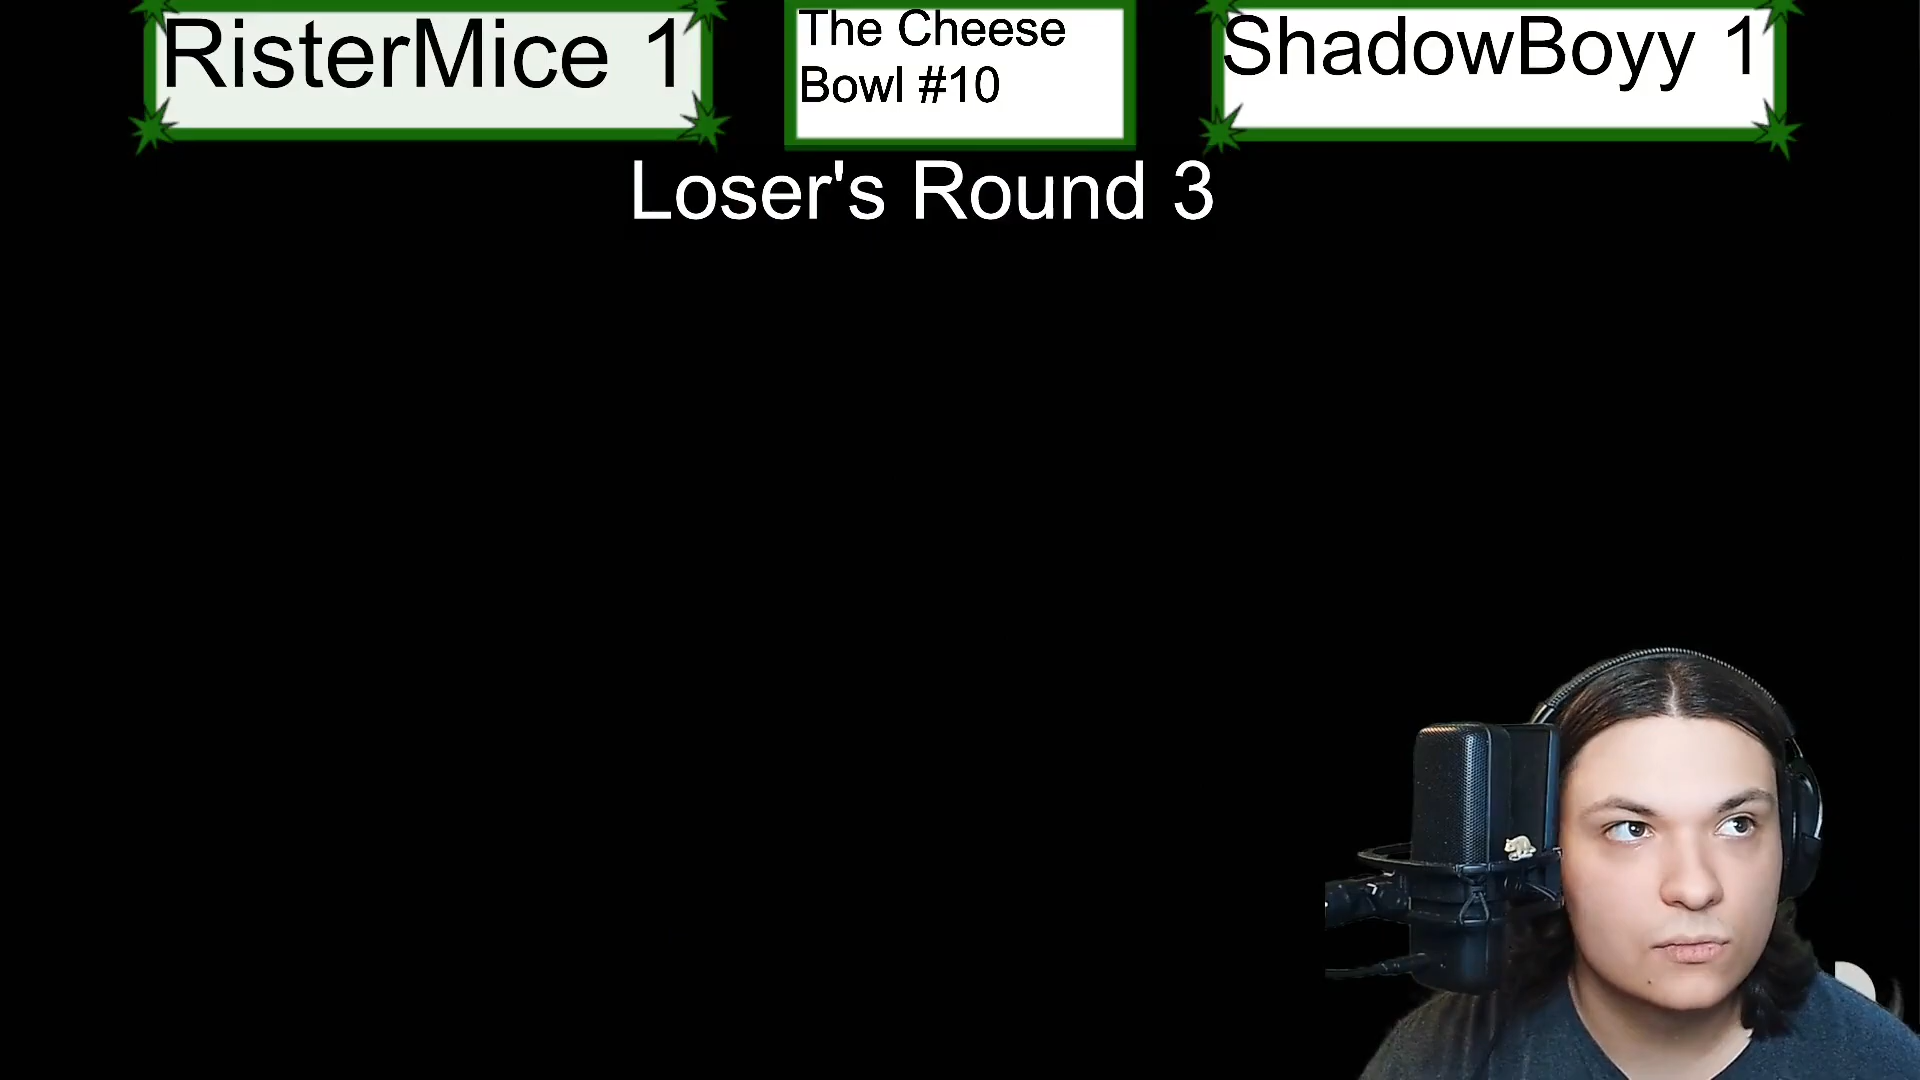 RisterMice 1
The Cheese
Bowl #10
ShadowBoyy 1
Loser's Round 3